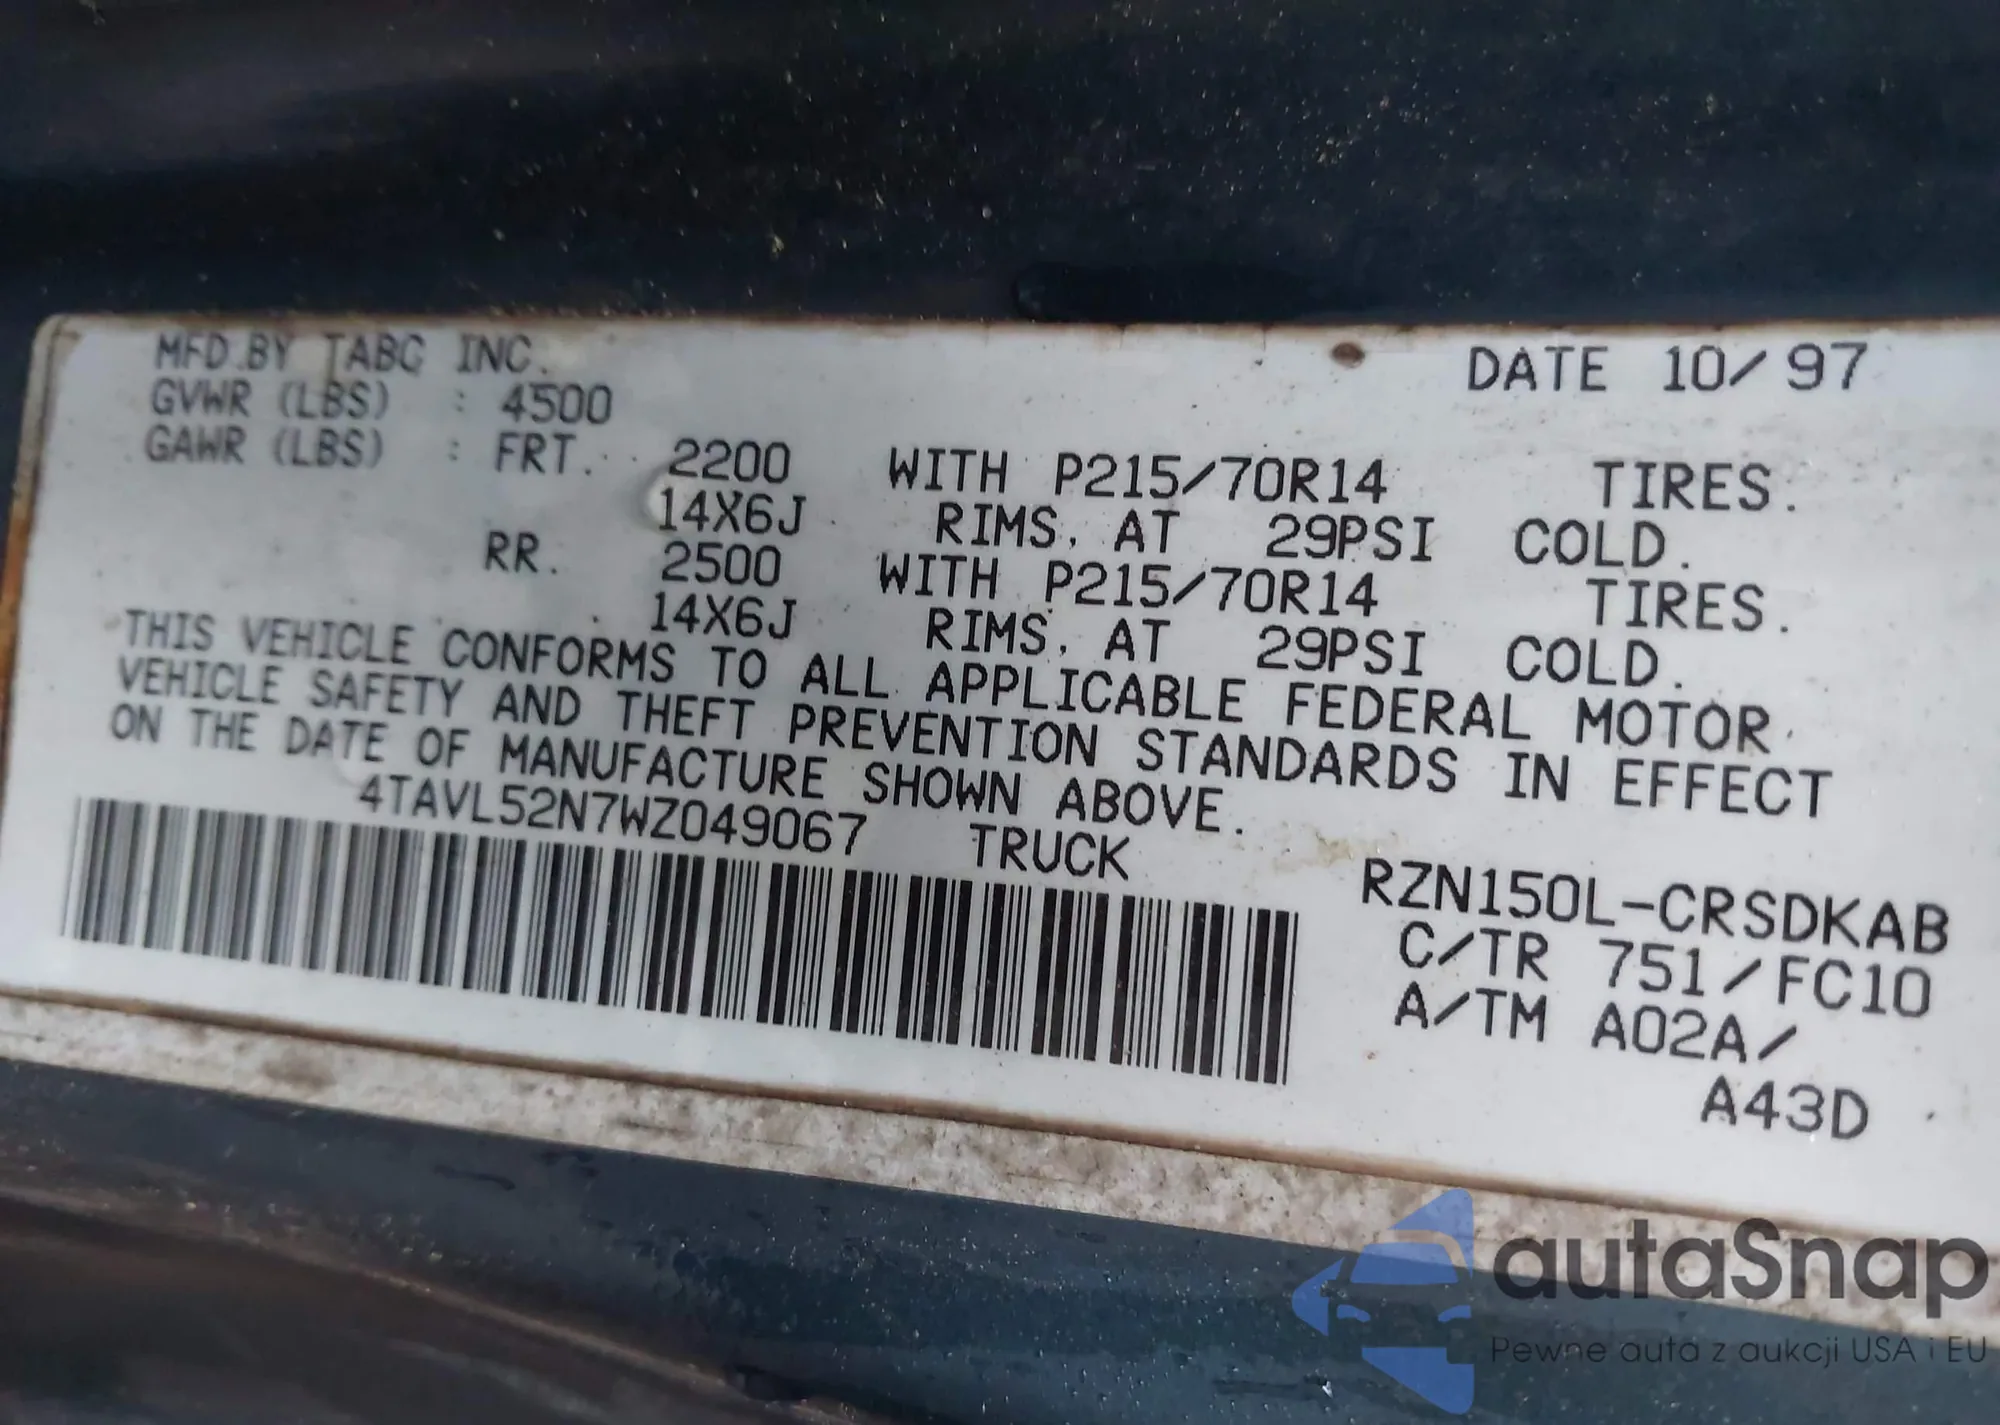 MFD.BY TABC INC. DATE 10/97
GVWR (LBS) : 4500
GAWR (LBS) : FRT. 2200 WITH P215/70R14 TIRES.
14X6J RIMS, AT 29PSI COLD.
RR. 2500 WITH P215/70R14 TIRES.
14X6J RIMS, AT 29PSI COLD.
THIS VEHICLE CONFORMS TO ALL APPLICABLE FEDERAL MOTOR
VEHICLE SAFETY AND THEFT PREVENTION STANDARDS IN EFFECT
ON THE DATE OF MANUFACTURE SHOWN ABOVE.
4TAVL52N7WZ049067 TRUCK
RZN150L-CRSDKAB
C/TR 751/FC10
A/TM A02A/
A43D
autaSnap
Pewne auta z aukcji USA i EU